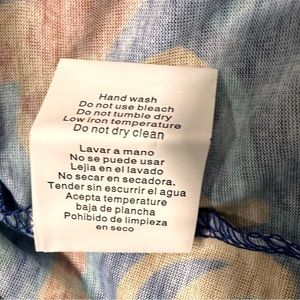 Hand wash
Do not use bleach
Do not tumble dry
Low iron temperature
Do not dry clean
Lavar a mano
No se puede usar
Lejia en el lavado
No secar en secadora.
Tender sin escurrir el agua
Acepta temperature
baja de plancha
Pohibido de limpieza
en seco